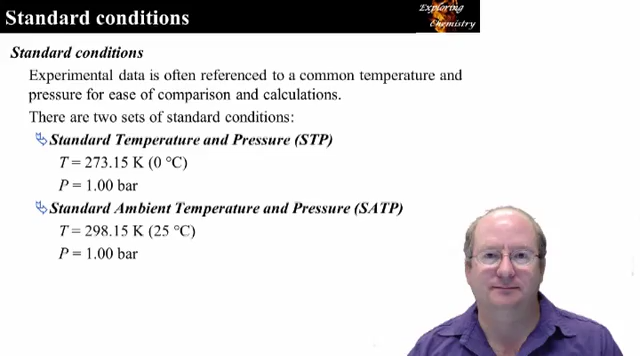 Standard conditions
Exploring
Chemistry
Standard conditions
Experimental data is often referenced to a common temperature and
pressure for ease of comparison and calculations.
There are two sets of standard conditions:
Standard Temperature and Pressure (STP)
T = 273.15 K (0 °C)
P = 1.00 bar
Standard Ambient Temperature and Pressure (SATP)
T = 298.15 K (25 °C)
P = 1.00 bar